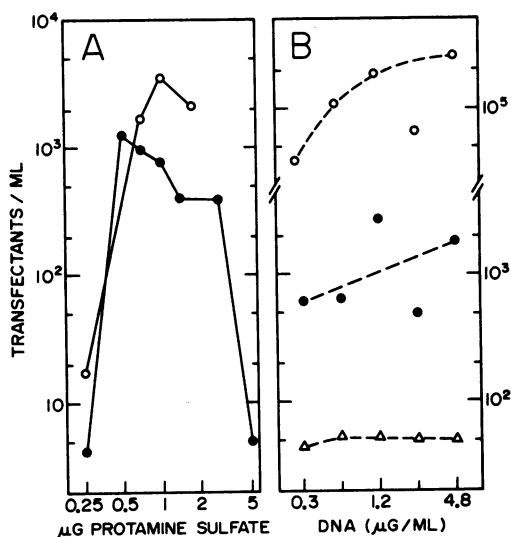 A
B
10⁴
10³
10²
10
TRANSFECTANTS / ML
10⁵
10³
10²
0.25 0.5 1 2 5
0.3 1.2 4.8
µG PROTAMINE SULFATE
DNA (µG/ML)